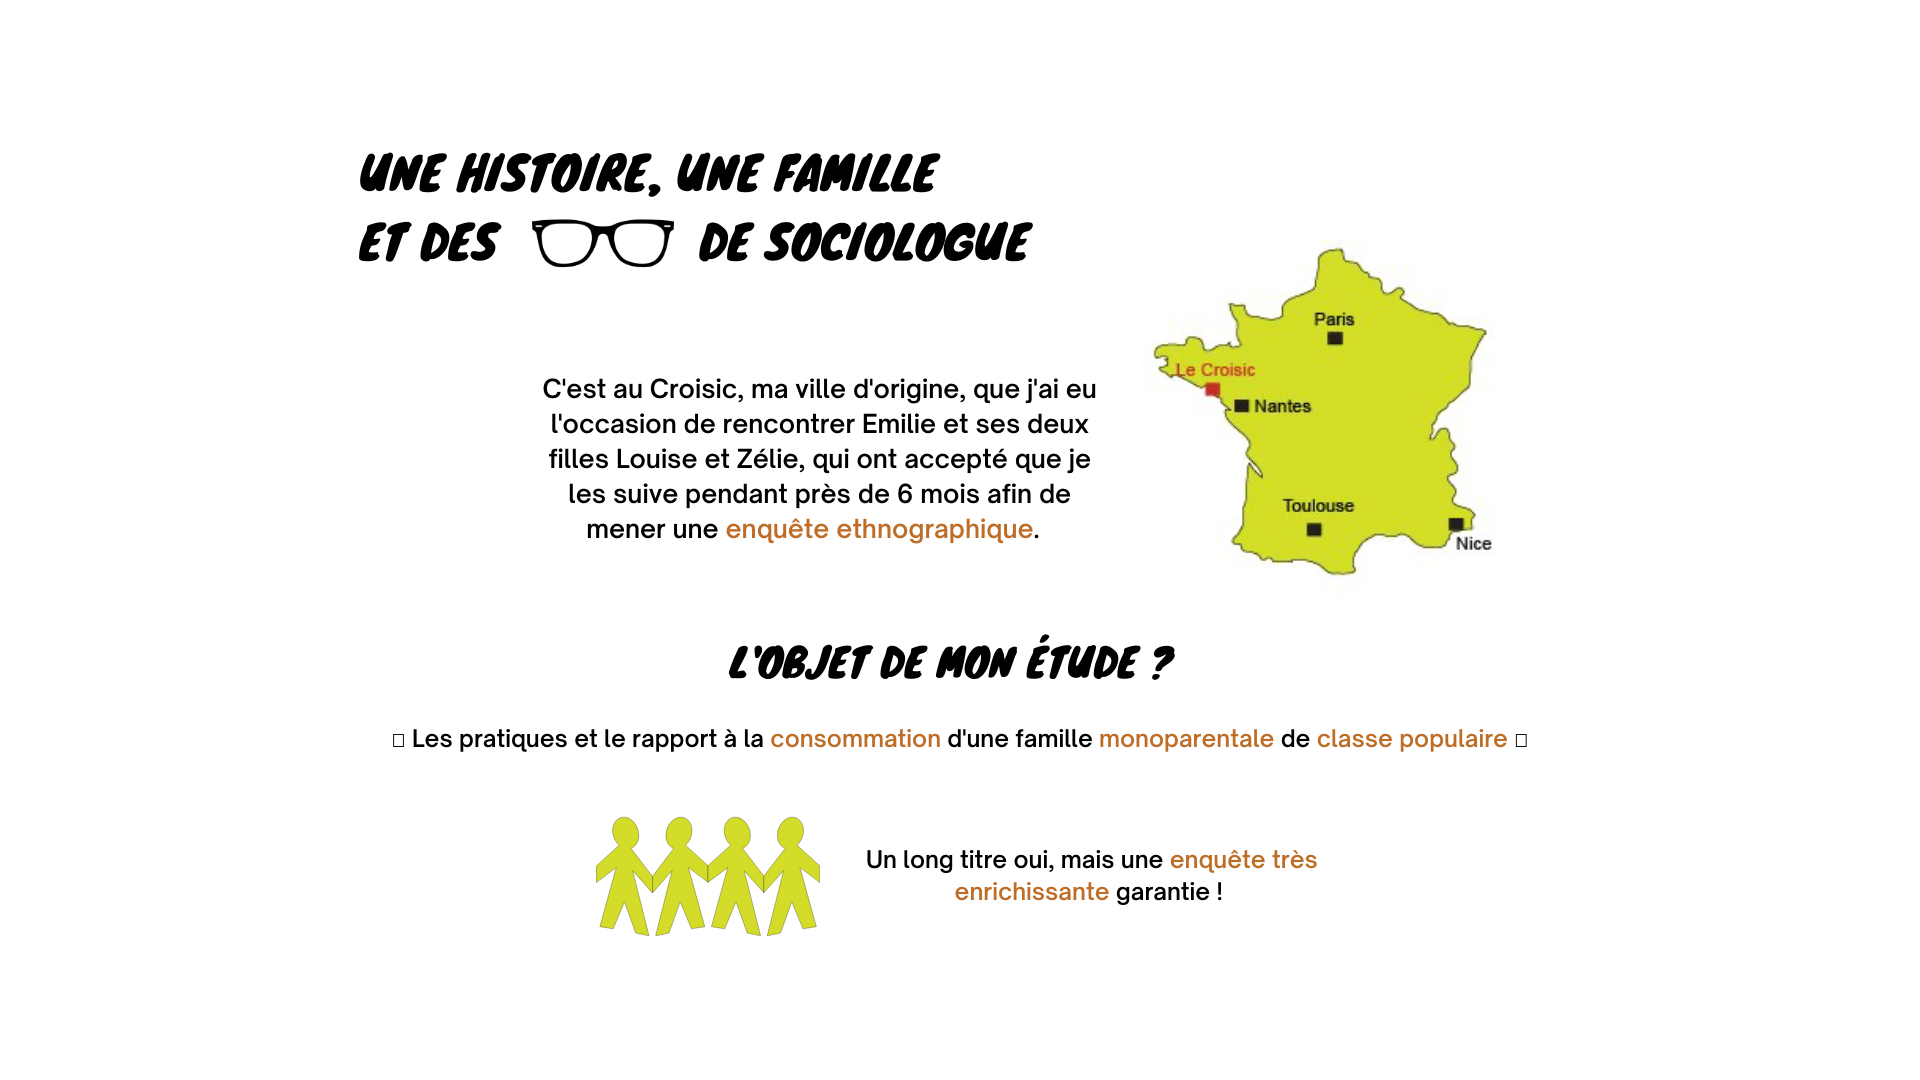 UNE HISTOIRE, UNE FAMILLE
ET DES DE SOCIOLOGUE
C'est au Croisic, ma ville d'origine, que j'ai eu
l'occasion de rencontrer Emilie et ses deux
filles Louise et Zélie, qui ont accepté que je
les suive pendant près de 6 mois afin de
mener une enquête ethnographique.
Paris
Le Croisic
Nantes
Toulouse
Nice
L'OBJET DE MON ÉTUDE ?
Les pratiques et le rapport à la consommation d'une famille monoparentale de classe populaire
Un long titre oui, mais une enquête très
enrichissante garantie !